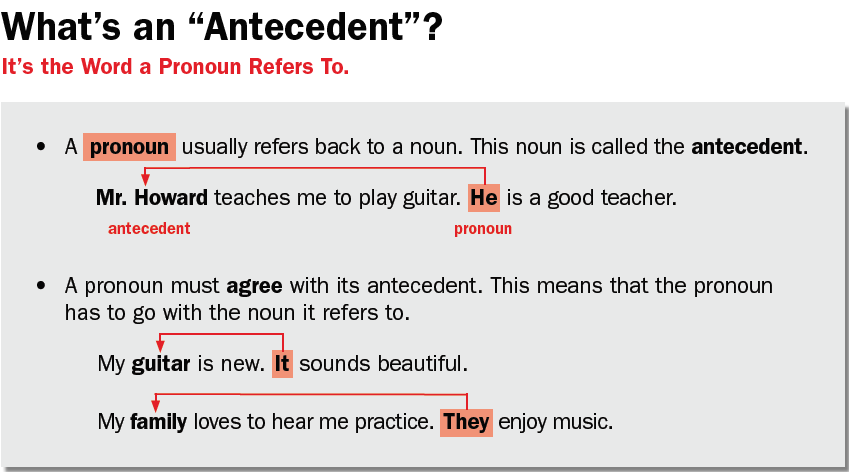 What’s an “Antecedent”?
It’s the Word a Pronoun Refers To.
• A pronoun usually refers back to a noun. This noun is called the antecedent.
Mr. Howard teaches me to play guitar. He is a good teacher.
antecedent pronoun
• A pronoun must agree with its antecedent. This means that the pronoun
has to go with the noun it refers to.
My guitar is new. It sounds beautiful.
My family loves to hear me practice. They enjoy music.